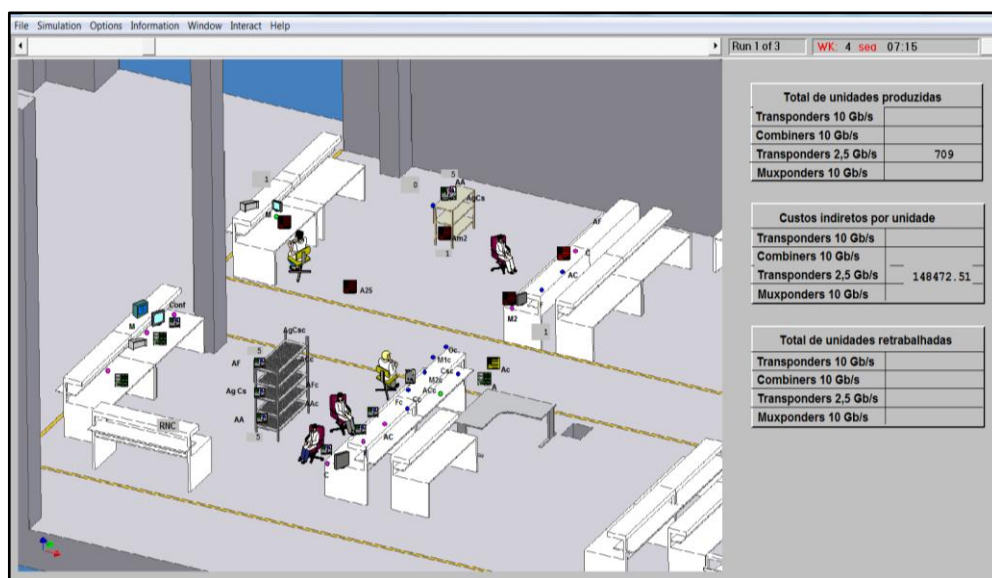 File Simulation Options Information Window Interact Help
Run 1 of 3 WK: 4 seg 07:15
Total de unidades produzidas
Transponders 10 Gb/s
Combiners 10 Gb/s
Transponders 2,5 Gb/s 709
Muxponders 10 Gb/s
Custos indiretos por unidade
Transponders 10 Gb/s
Combiners 10 Gb/s
Transponders 2,5 Gb/s 148472.51
Muxponders 10 Gb/s
Total de unidades retrabalhadas
Transponders 10 Gb/s
Combiners 10 Gb/s
Transponders 2,5 Gb/s
Muxponders 10 Gb/s
5
AA
1
0
AgCs
M
Af
Afm2
1
C
AC
A25
M2
1
Conf
M
AgCsc
5
AF
Ag Cs
AFc
AAc
AA
5
RNC
M1c
Csc
M2c
ACc
Fc
Cc
Ac
A
AC
C